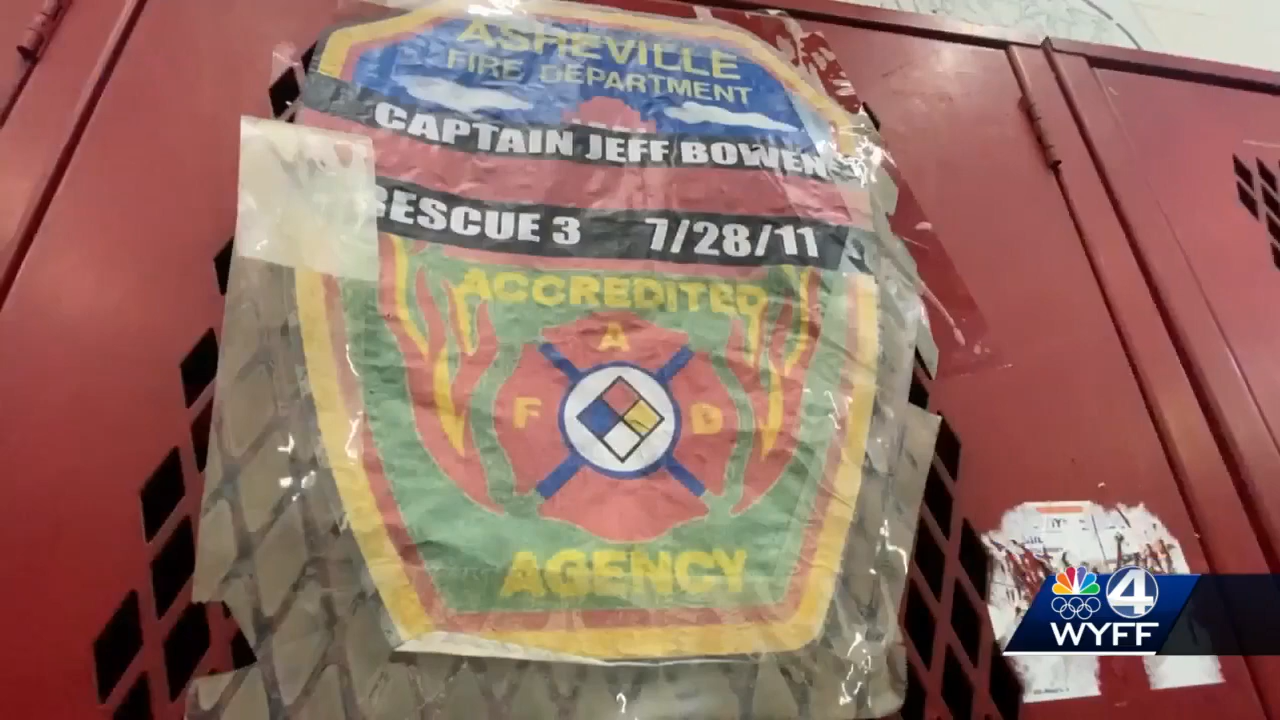 ASHEVILLE
FIRE DEPARTMENT
CAPTAIN JEFF BOWEN
RESCUE 3 7/28/11
ACCREDITED
A
F D
AGENCY
4
WYFF